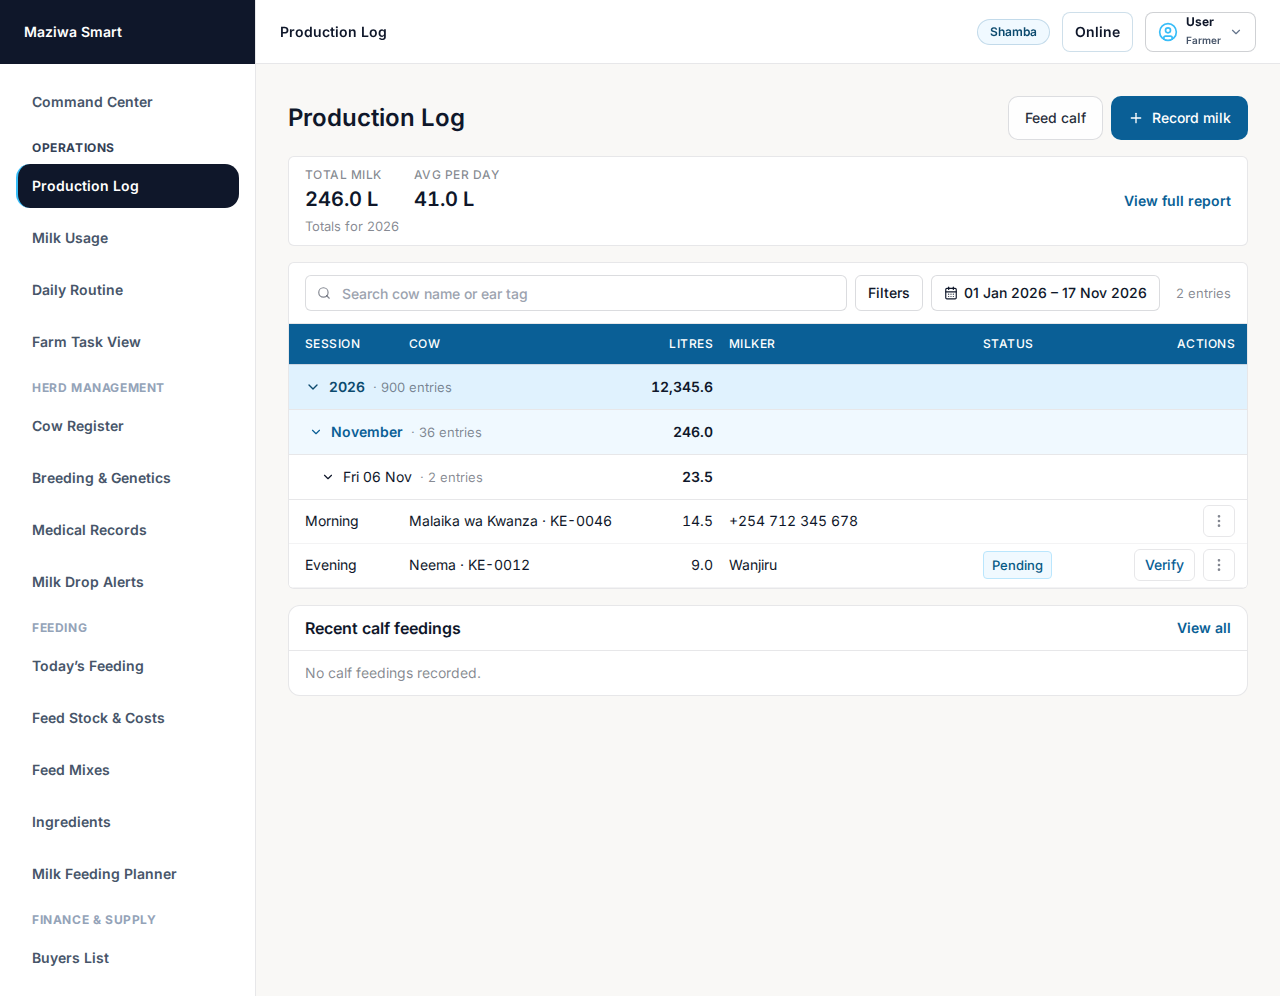 Maziwa Smart
Production Log
Shamba
Online
User
Farmer
Command Center
OPERATIONS
Production Log
Milk Usage
Daily Routine
Farm Task View
HERD MANAGEMENT
Cow Register
Breeding & Genetics
Medical Records
Milk Drop Alerts
FEEDING
Today’s Feeding
Feed Stock & Costs
Feed Mixes
Ingredients
Milk Feeding Planner
FINANCE & SUPPLY
Buyers List
Production Log
Feed calf
+ Record milk
TOTAL MILK AVG PER DAY
246.0 L 41.0 L
Totals for 2026
View full report
Search cow name or ear tag
Filters
01 Jan 2026 – 17 Nov 2026
2 entries
SESSION COW LITRES MILKER STATUS ACTIONS
2026 · 900 entries 12,345.6
November · 36 entries 246.0
Fri 06 Nov · 2 entries 23.5
Morning Malaika wa Kwanza · KE-0046 14.5 +254 712 345 678
Evening Neema · KE-0012 9.0 Wanjiru Pending Verify
Recent calf feedings
View all
No calf feedings recorded.